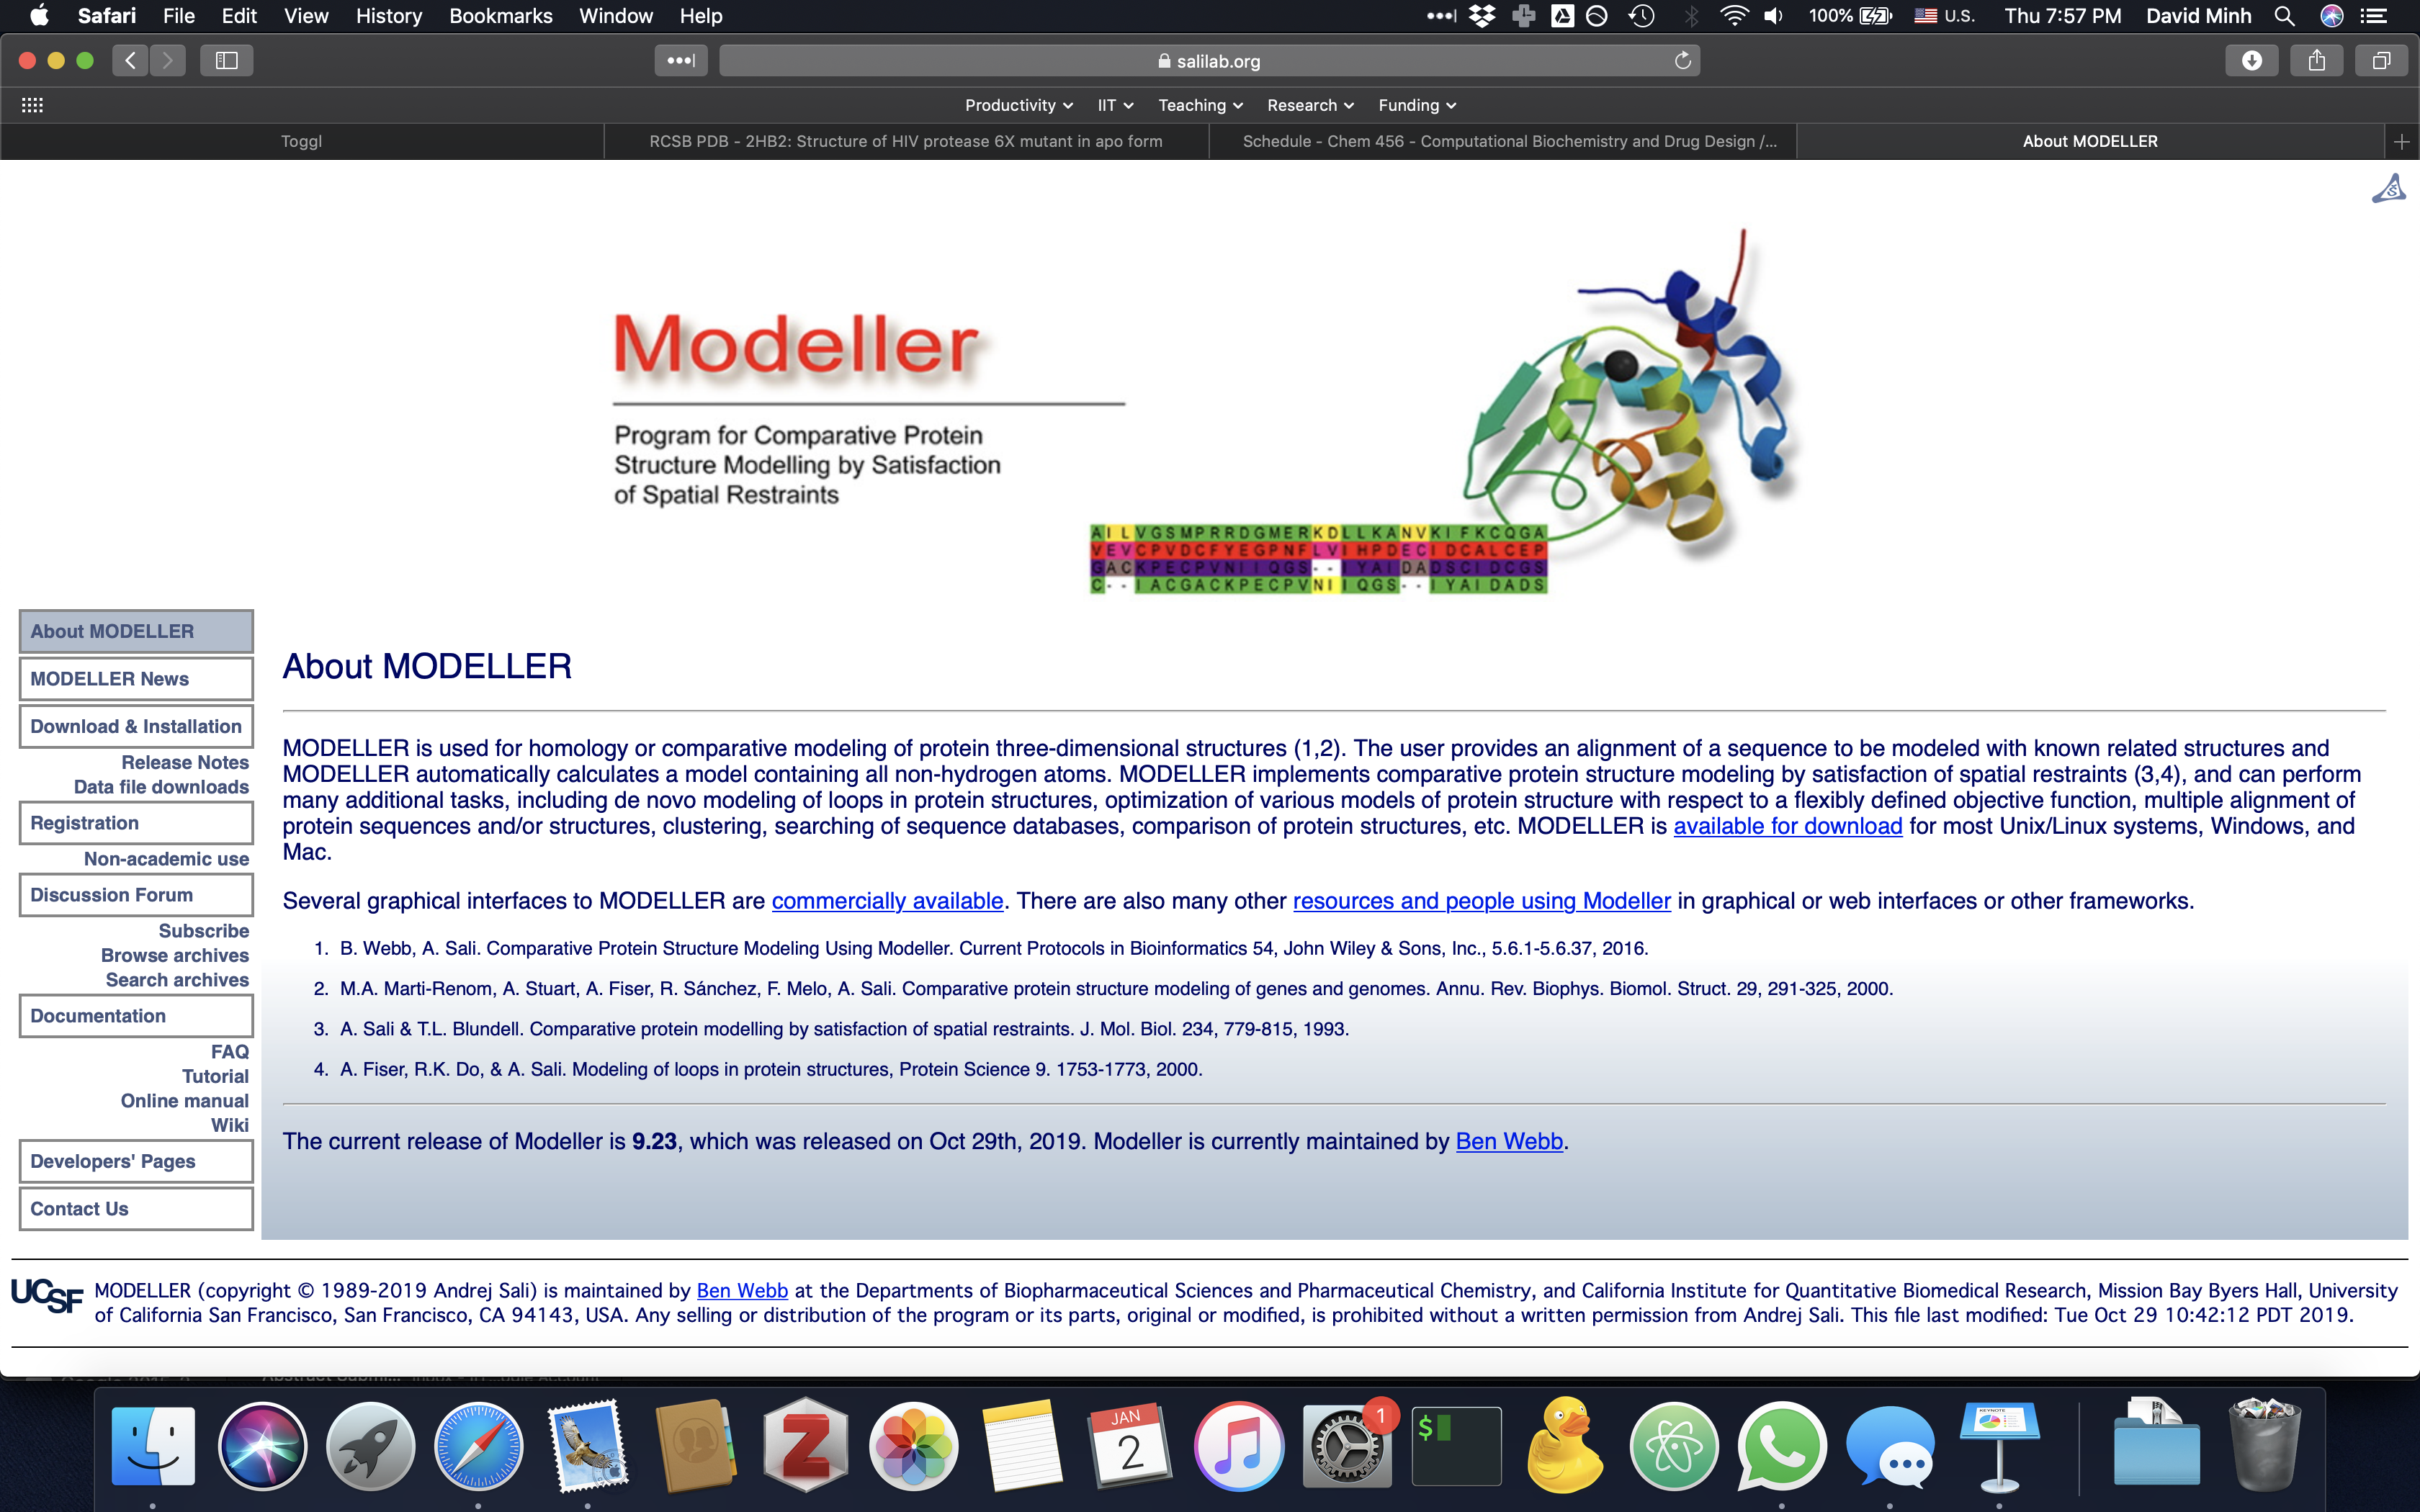 Safari File Edit View History Bookmarks Window Help 100% U.S. Thu 7:57 PM David Minh
salilab.org
Productivity IIT Teaching Research Funding
Toggl RCSB PDB - 2HB2: Structure of HIV protease 6X mutant in apo form Schedule - Chem 456 - Computational Biochemistry and Drug Design /... About MODELLER
Modeller
Program for Comparative Protein
Structure Modelling by Satisfaction
of Spatial Restraints
AILVGSMPRRDGMERKDLLKANVKIFKCQGA
VEVCPVDCFYEGPNFLVIHPDECIDCALCEP
GACKPECPVNIIQGS--IYAIDADSCIDCGS
C--IACGACKPECPVNIIQGS--IYAIDADS
About MODELLER
MODELLER News
Download & Installation
Release Notes
Data file downloads
Registration
Non-academic use
Discussion Forum
Subscribe
Browse archives
Search archives
Documentation
FAQ
Tutorial
Online manual
Wiki
Developers' Pages
Contact Us
About MODELLER
MODELLER is used for homology or comparative modeling of protein three-dimensional structures (1,2). The user provides an alignment of a sequence to be modeled with known related structures and
MODELLER automatically calculates a model containing all non-hydrogen atoms. MODELLER implements comparative protein structure modeling by satisfaction of spatial restraints (3,4), and can perform
many additional tasks, including de novo modeling of loops in protein structures, optimization of various models of protein structure with respect to a flexibly defined objective function, multiple alignment of
protein sequences and/or structures, clustering, searching of sequence databases, comparison of protein structures, etc. MODELLER is available for download for most Unix/Linux systems, Windows, and
Mac.
Several graphical interfaces to MODELLER are commercially available. There are also many other resources and people using Modeller in graphical or web interfaces or other frameworks.
1. B. Webb, A. Sali. Comparative Protein Structure Modeling Using Modeller. Current Protocols in Bioinformatics 54, John Wiley & Sons, Inc., 5.6.1-5.6.37, 2016.
2. M.A. Marti-Renom, A. Stuart, A. Fiser, R. Sánchez, F. Melo, A. Sali. Comparative protein structure modeling of genes and genomes. Annu. Rev. Biophys. Biomol. Struct. 29, 291-325, 2000.
3. A. Sali & T.L. Blundell. Comparative protein modelling by satisfaction of spatial restraints. J. Mol. Biol. 234, 779-815, 1993.
4. A. Fiser, R.K. Do, & A. Sali. Modeling of loops in protein structures, Protein Science 9. 1753-1773, 2000.
The current release of Modeller is 9.23, which was released on Oct 29th, 2019. Modeller is currently maintained by Ben Webb.
UCSF MODELLER (copyright © 1989-2019 Andrej Sali) is maintained by Ben Webb at the Departments of Biopharmaceutical Sciences and Pharmaceutical Chemistry, and California Institute for Quantitative Biomedical Research, Mission Bay Byers Hall, University
of California San Francisco, San Francisco, CA 94143, USA. Any selling or distribution of the program or its parts, original or modified, is prohibited without a written permission from Andrej Sali. This file last modified: Tue Oct 29 10:42:12 PDT 2019.
Z
JAN
2
1
$
KEYNOTE